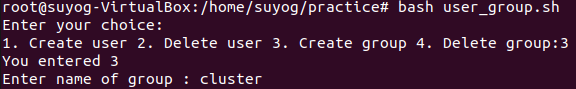 root@suyog-VirtualBox:/home/suyog/practice# bash user_group.sh
Enter your choice:
1. Create user 2. Delete user 3. Create group 4. Delete group:3
You entered 3
Enter name of group : cluster